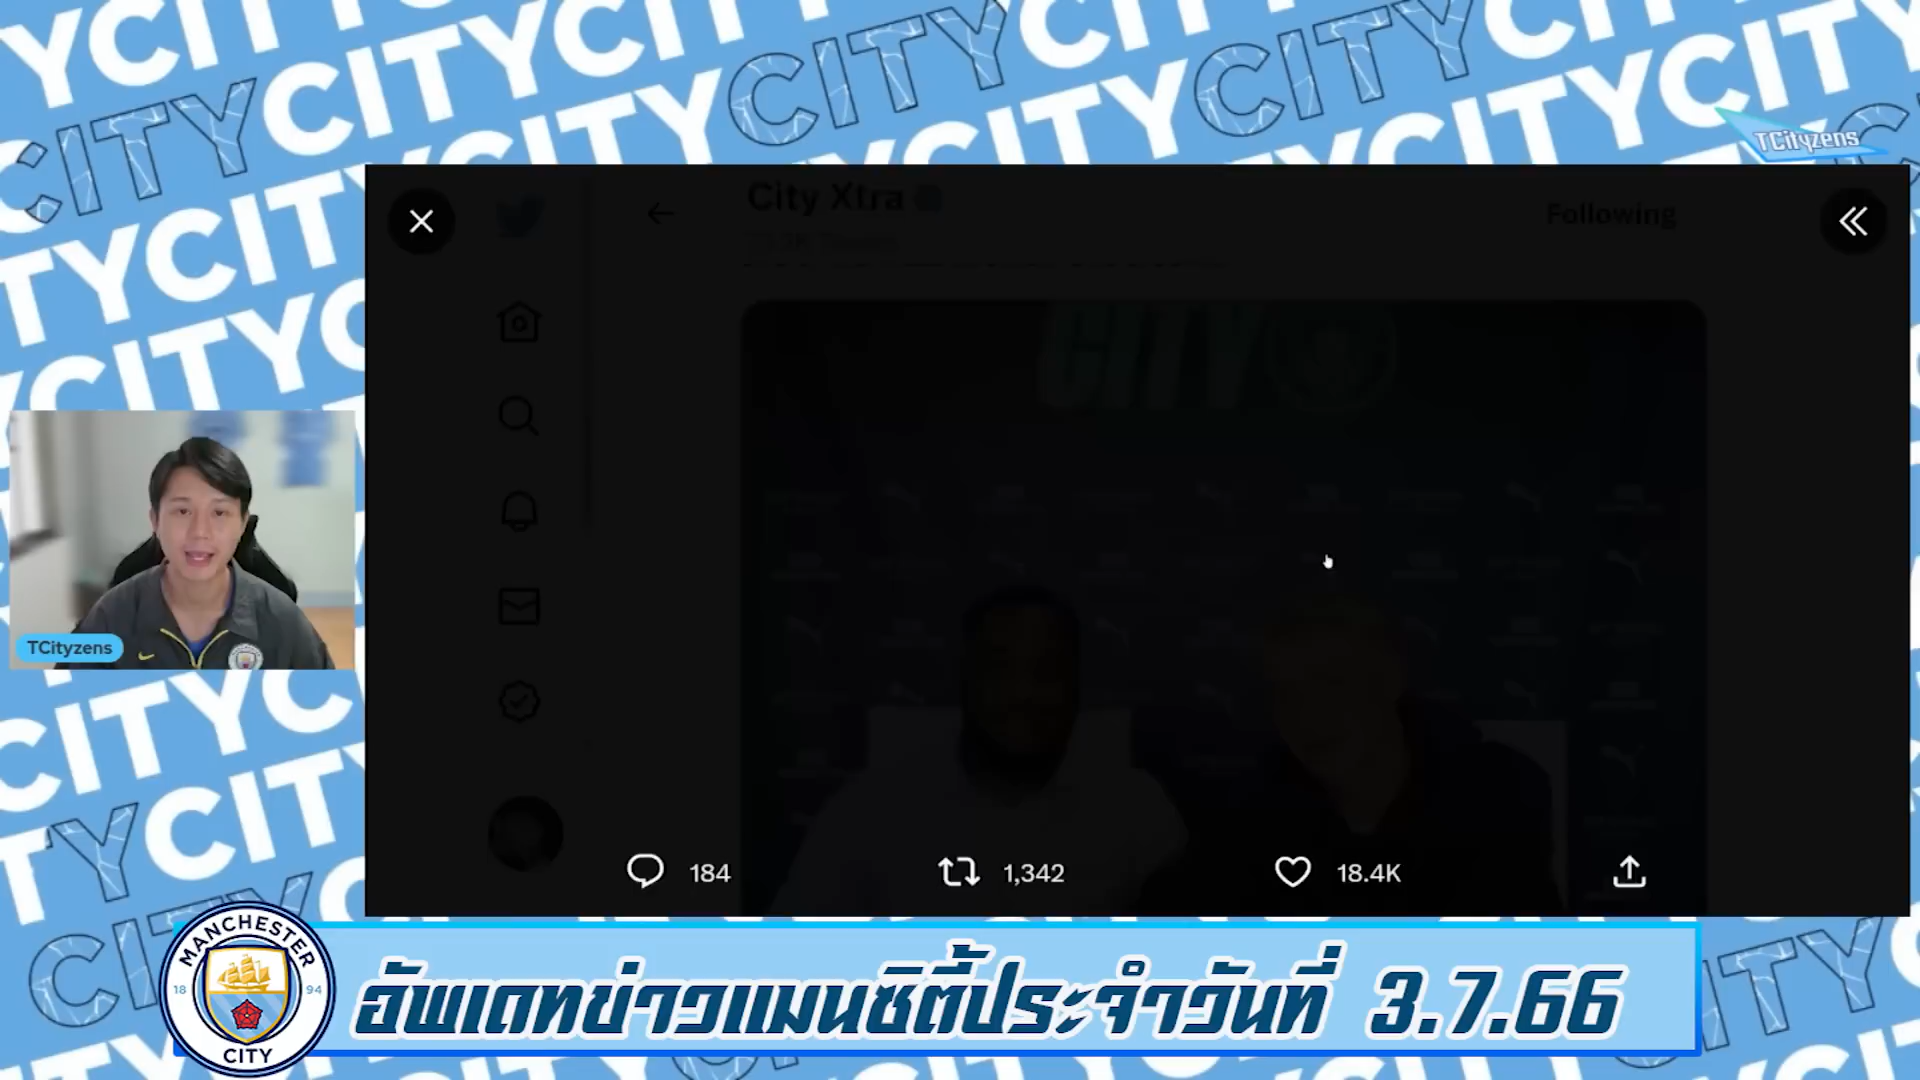 TCityzens
City Xtra
Following
CITY
184
1,342
18.4K
TCityzens
MANCHESTER
18 94
CITY
อัพเดทข่าวแมนซิตี้ประจำวันที่ 3.7.66